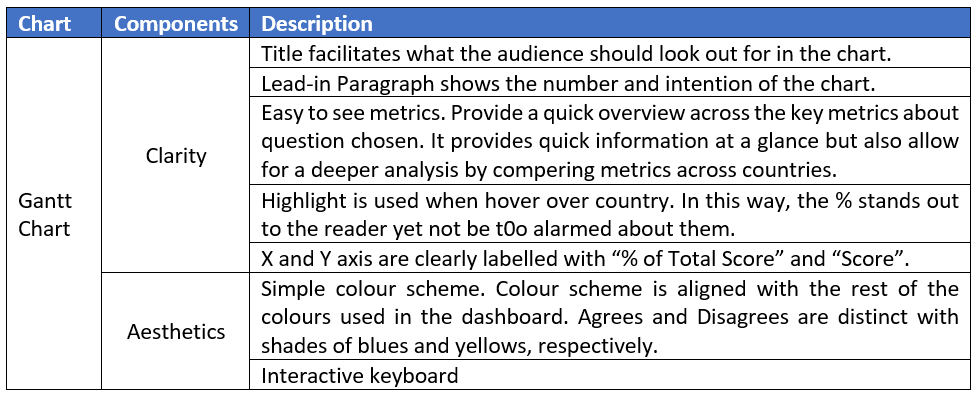 Chart Components Description
Gantt Chart
Clarity
Title facilitates what the audience should look out for in the chart.
Lead-in Paragraph shows the number and intention of the chart.
Easy to see metrics. Provide a quick overview across the key metrics about
question chosen. It provides quick information at a glance but also allow
for a deeper analysis by compering metrics across countries.
Highlight is used when hover over country. In this way, the % stands out
to the reader yet not be t0o alarmed about them.
X and Y axis are clearly labelled with “% of Total Score” and “Score”.
Aesthetics
Simple colour scheme. Colour scheme is aligned with the rest of the
colours used in the dashboard. Agrees and Disagrees are distinct with
shades of blues and yellows, respectively.
Interactive keyboard